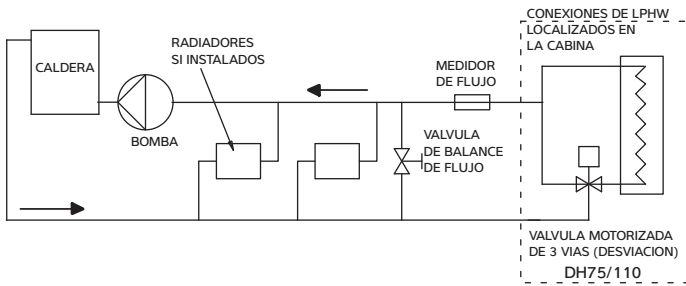 CALDERA
BOMBA
RADIADORES
SI INSTALADOS
MEDIDOR
DE FLUJO
VALVULA
DE BALANCE
DE FLUJO
CONEXIONES DE LPHW
LOCALIZADOS EN
LA CABINA
VALVULA MOTORIZADA
DE 3 VIAS (DESVIACION)
DH75/110